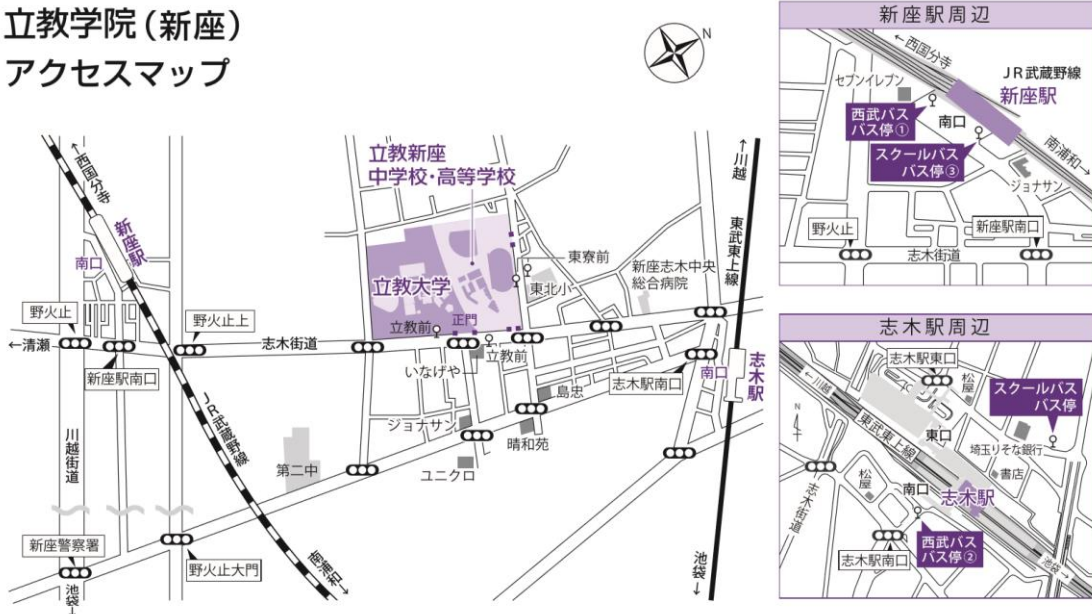 立教学院(新座)
アクセスマップ
N
←西国分寺
新座駅
南口
立教新座
中学校・高等学校
立教大学
東寮前
東北小
新座志木中央
総合病院
←川越
東武東上線
野火止
←清瀬
新座駅南口
野火止上
志木街道
立教前
正門
立教前
いなげや
島忠
志木駅南口
南口
志木駅
ジョナサン
晴和苑
ユニクロ
第二中
JR武蔵野線
川越街道
新座警察署
池袋→
野火止大門
南浦和→
池袋→
新座駅周辺
←西国分寺
セブンイレブン
JR武蔵野線
新座駅
西武バス
バス停①
南口
スクールバス
バス停③
南浦和→
ジョナサン
野火止
新座駅南口
志木街道
志木駅周辺
志木駅東口
松屋
スクールバス
バス停
←川越
N
東武東上線
東口
埼玉りそな銀行
書店
松屋
南口
志木駅
志木街道
西武バス
バス停②
志木駅南口
池袋→